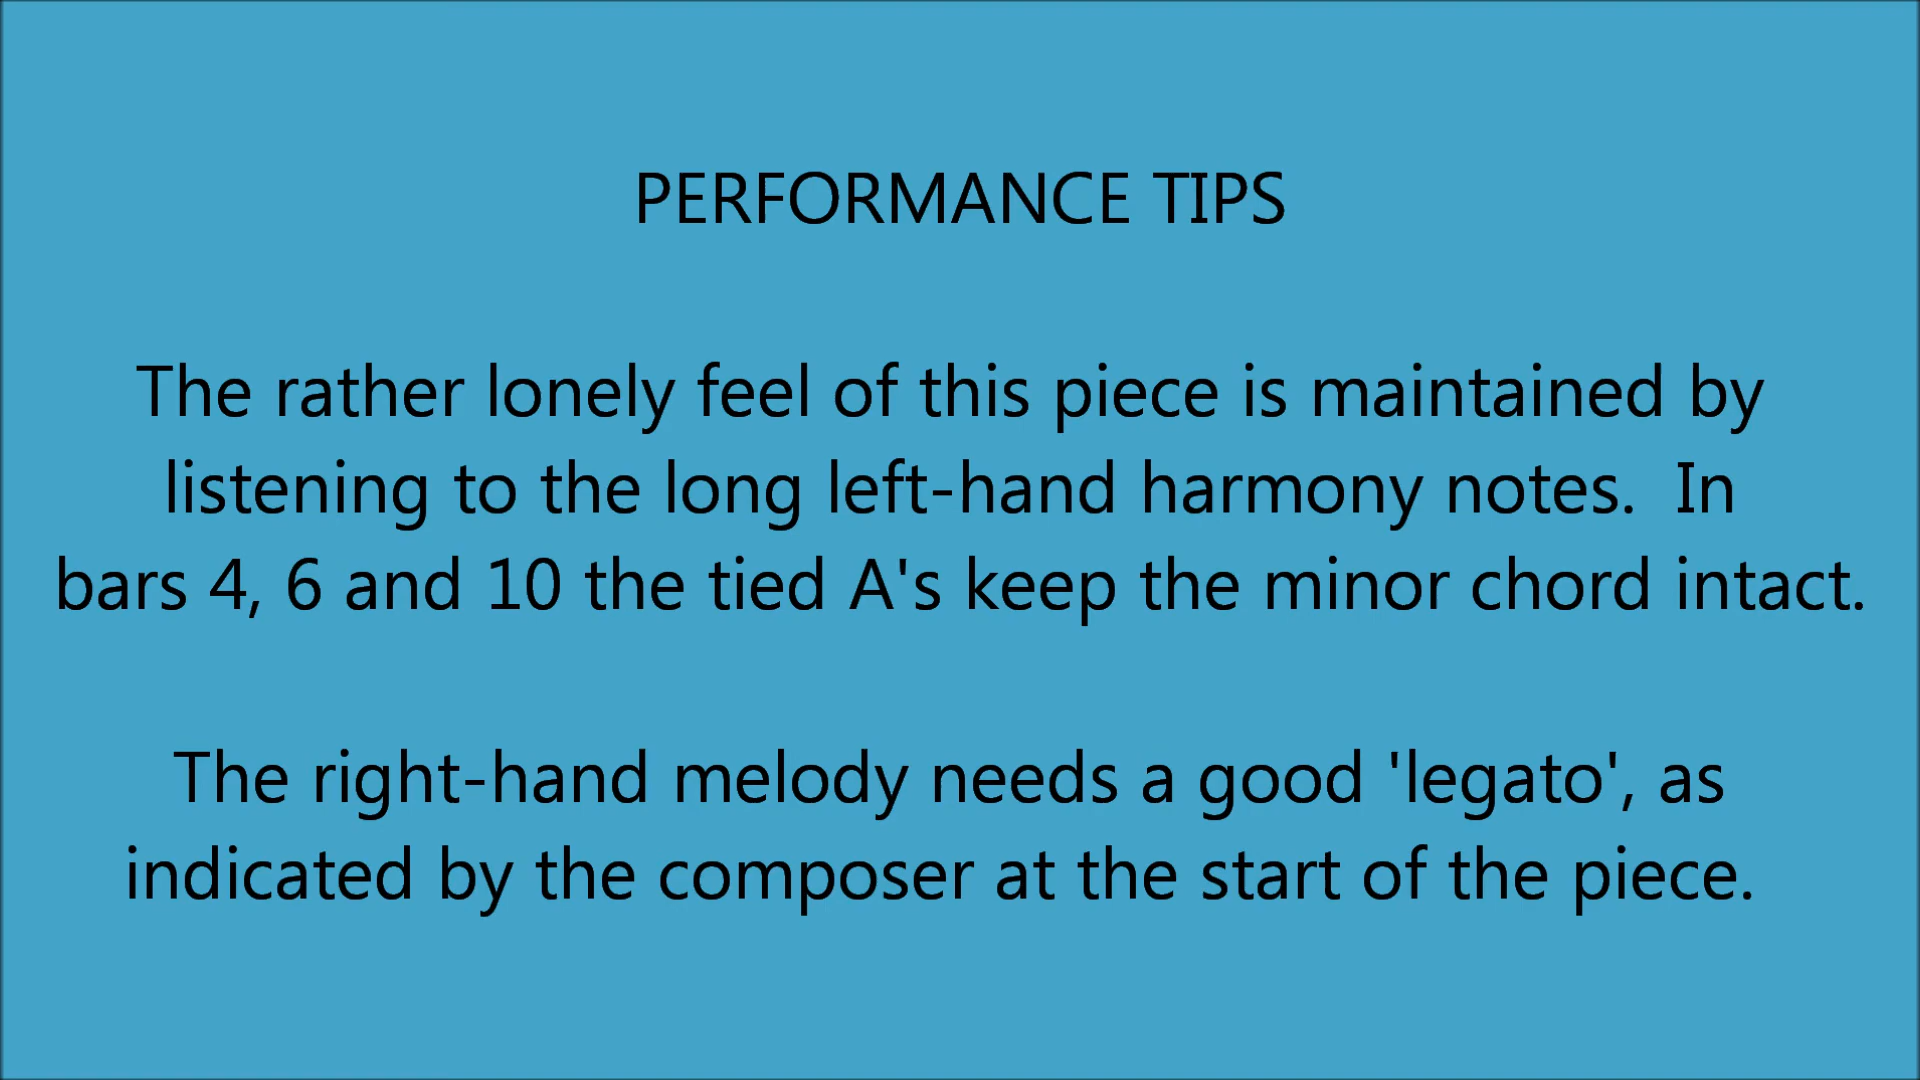 PERFORMANCE TIPS
The rather lonely feel of this piece is maintained by
listening to the long left-hand harmony notes.  In
bars 4, 6 and 10 the tied A's keep the minor chord intact.
The right-hand melody needs a good 'legato', as
indicated by the composer at the start of the piece.